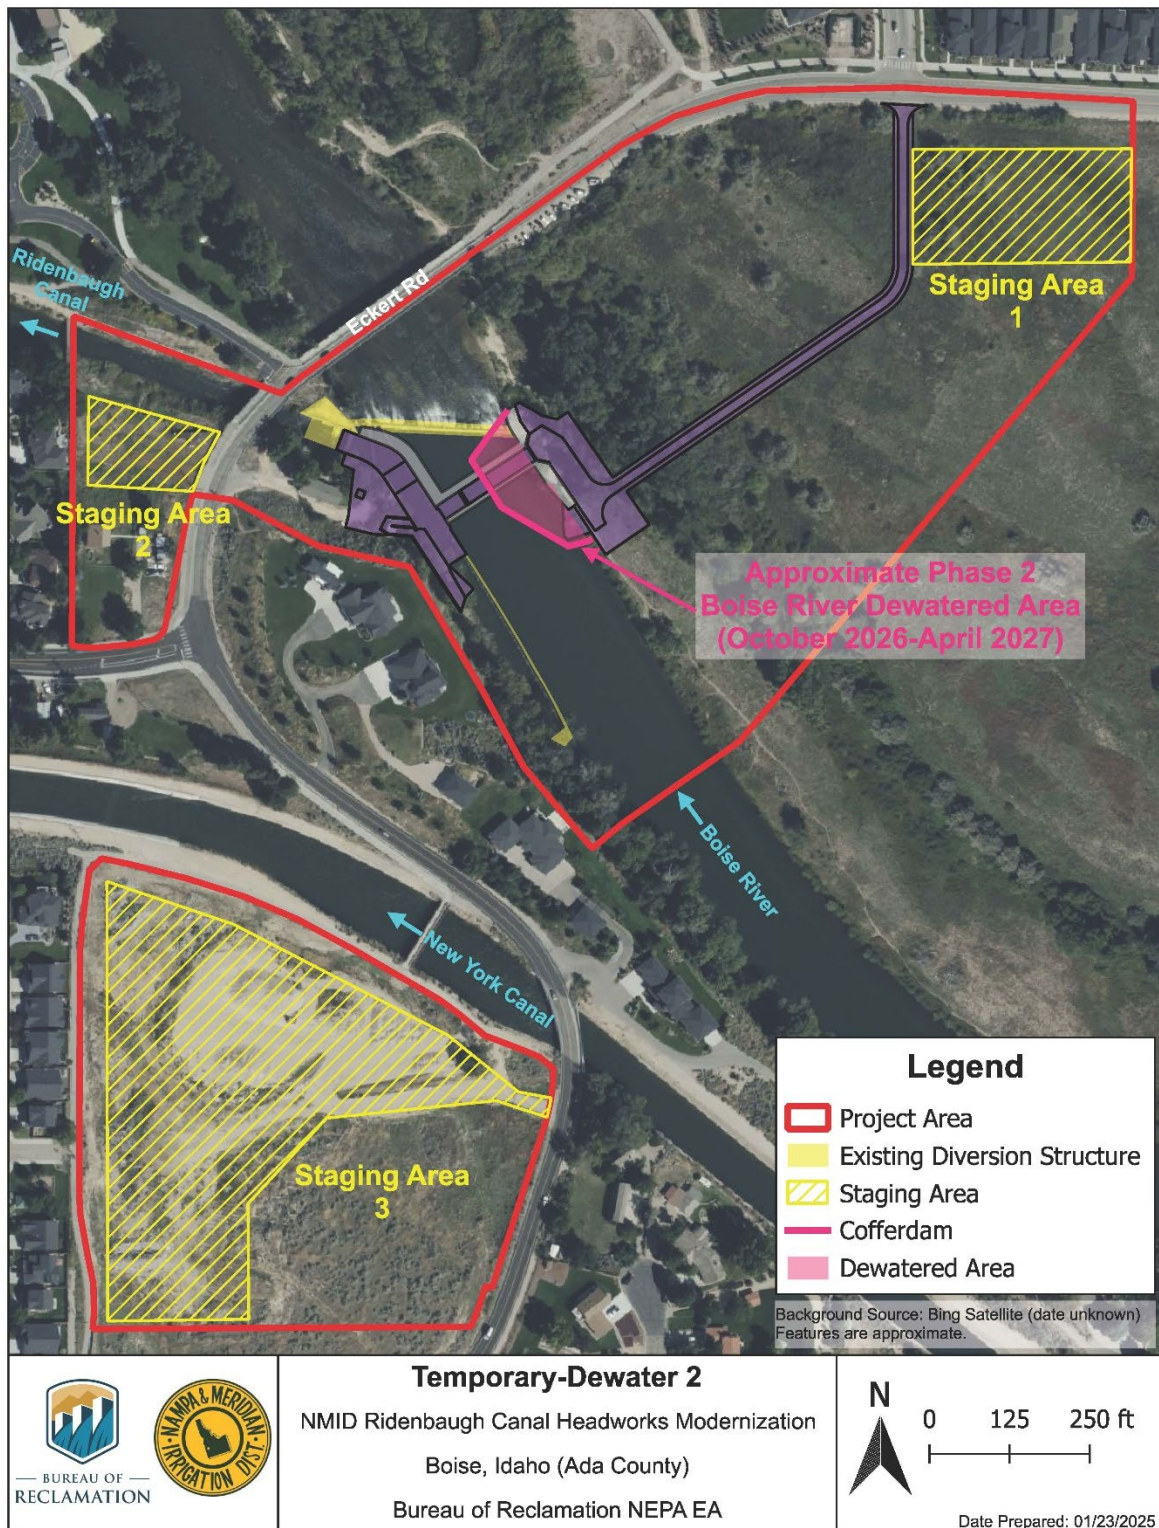 Ridenbaugh
Canal
Eckert Rd
Staging Area
1
Staging Area
2
Approximate Phase 2
Boise River Dewatered Area
(October 2026-April 2027)
Boise River
New York Canal
Staging Area
3
Legend
Project Area
Existing Diversion Structure
Staging Area
Cofferdam
Dewatered Area
Background Source: Bing Satellite (date unknown)
Features are approximate.
BUREAU OF
RECLAMATION
NAMPA & MERIDIAN
IRRIGATION DIST.
Temporary-Dewater 2
NMID Ridenbaugh Canal Headworks Modernization
Boise, Idaho (Ada County)
Bureau of Reclamation NEPA EA
N
0 125 250 ft
Date Prepared: 01/23/2025